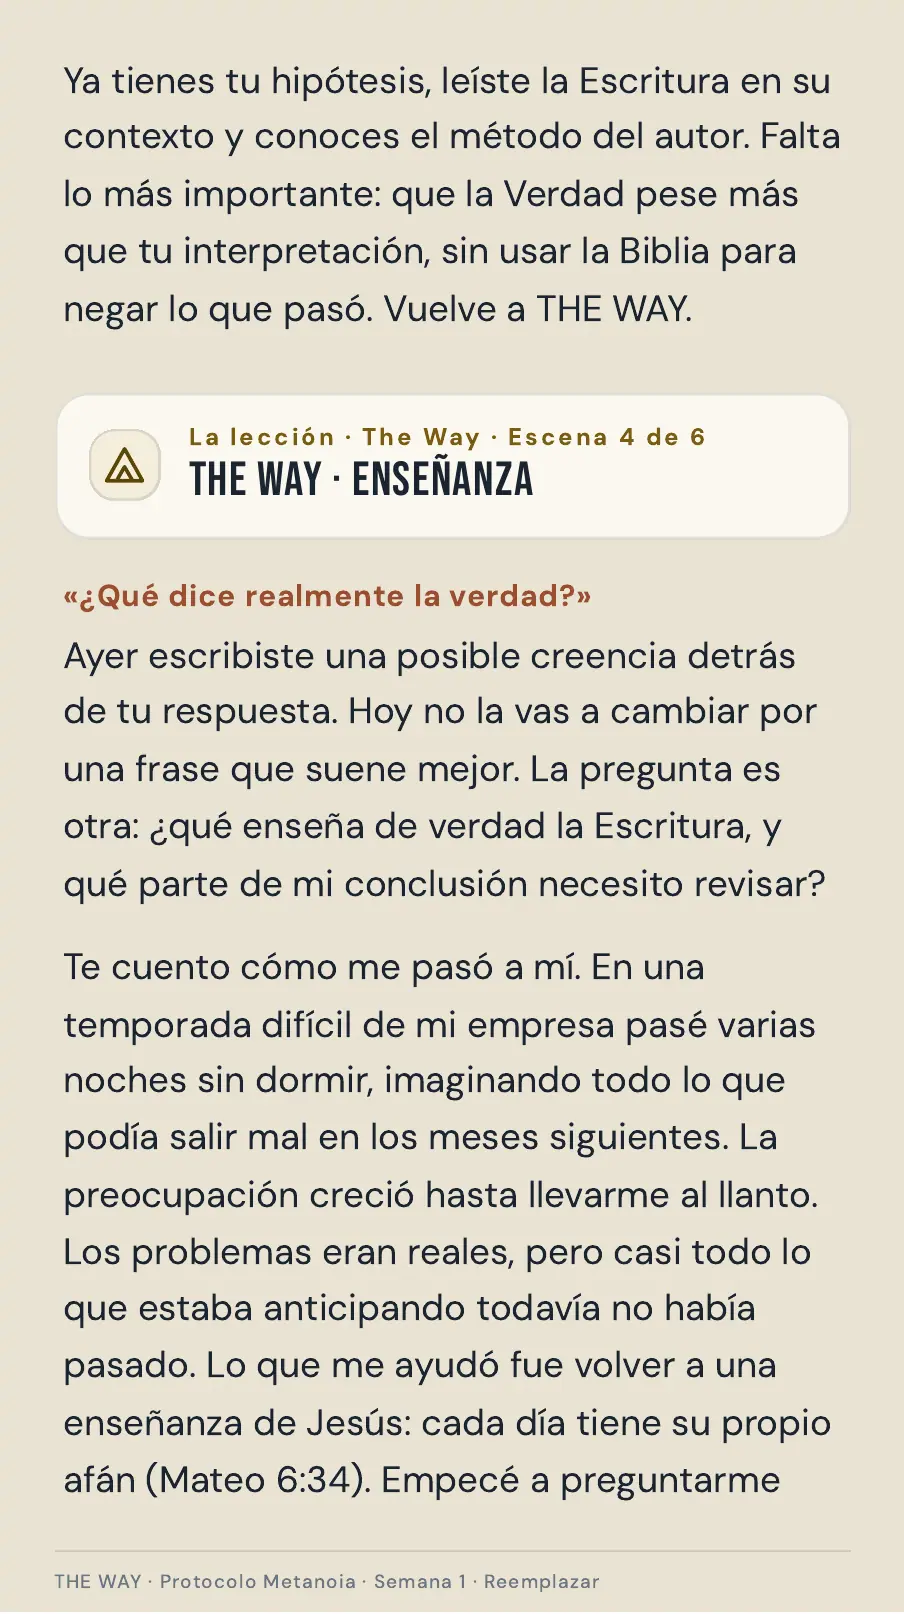 Ya tienes tu hipótesis, leíste la Escritura en su
contexto y conoces el método del autor. Falta
lo más importante: que la Verdad pese más
que tu interpretación, sin usar la Biblia para
negar lo que pasó. Vuelve a THE WAY.
La lección · The Way · Escena 4 de 6
THE WAY · ENSEÑANZA
«¿Qué dice realmente la verdad?»
Ayer escribiste una posible creencia detrás
de tu respuesta. Hoy no la vas a cambiar por
una frase que suene mejor. La pregunta es
otra: ¿qué enseña de verdad la Escritura, y
qué parte de mi conclusión necesito revisar?
Te cuento cómo me pasó a mí. En una
temporada difícil de mi empresa pasé varias
noches sin dormir, imaginando todo lo que
podía salir mal en los meses siguientes. La
preocupación creció hasta llevarme al llanto.
Los problemas eran reales, pero casi todo lo
que estaba anticipando todavía no había
pasado. Lo que me ayudó fue volver a una
enseñanza de Jesús: cada día tiene su propio
afán (Mateo 6:34). Empecé a preguntarme
THE WAY · Protocolo Metanoia · Semana 1 · Reemplazar